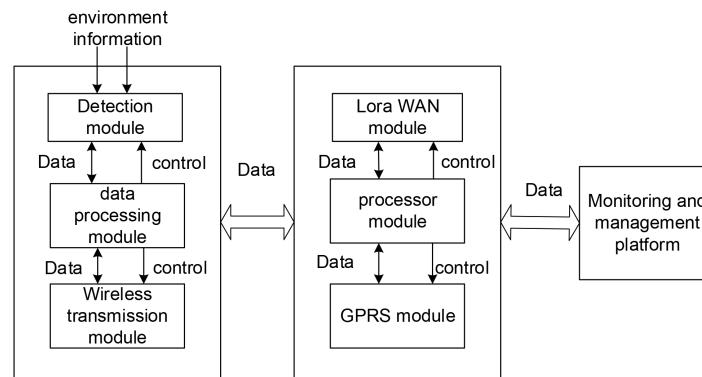 environment
information
Detection
module
Data
control
data
processing
module
Data
control
Wireless
transmission
module
Data
Lora WAN
module
Data
control
processor
module
Data
control
GPRS module
Data
Monitoring and
management
platform